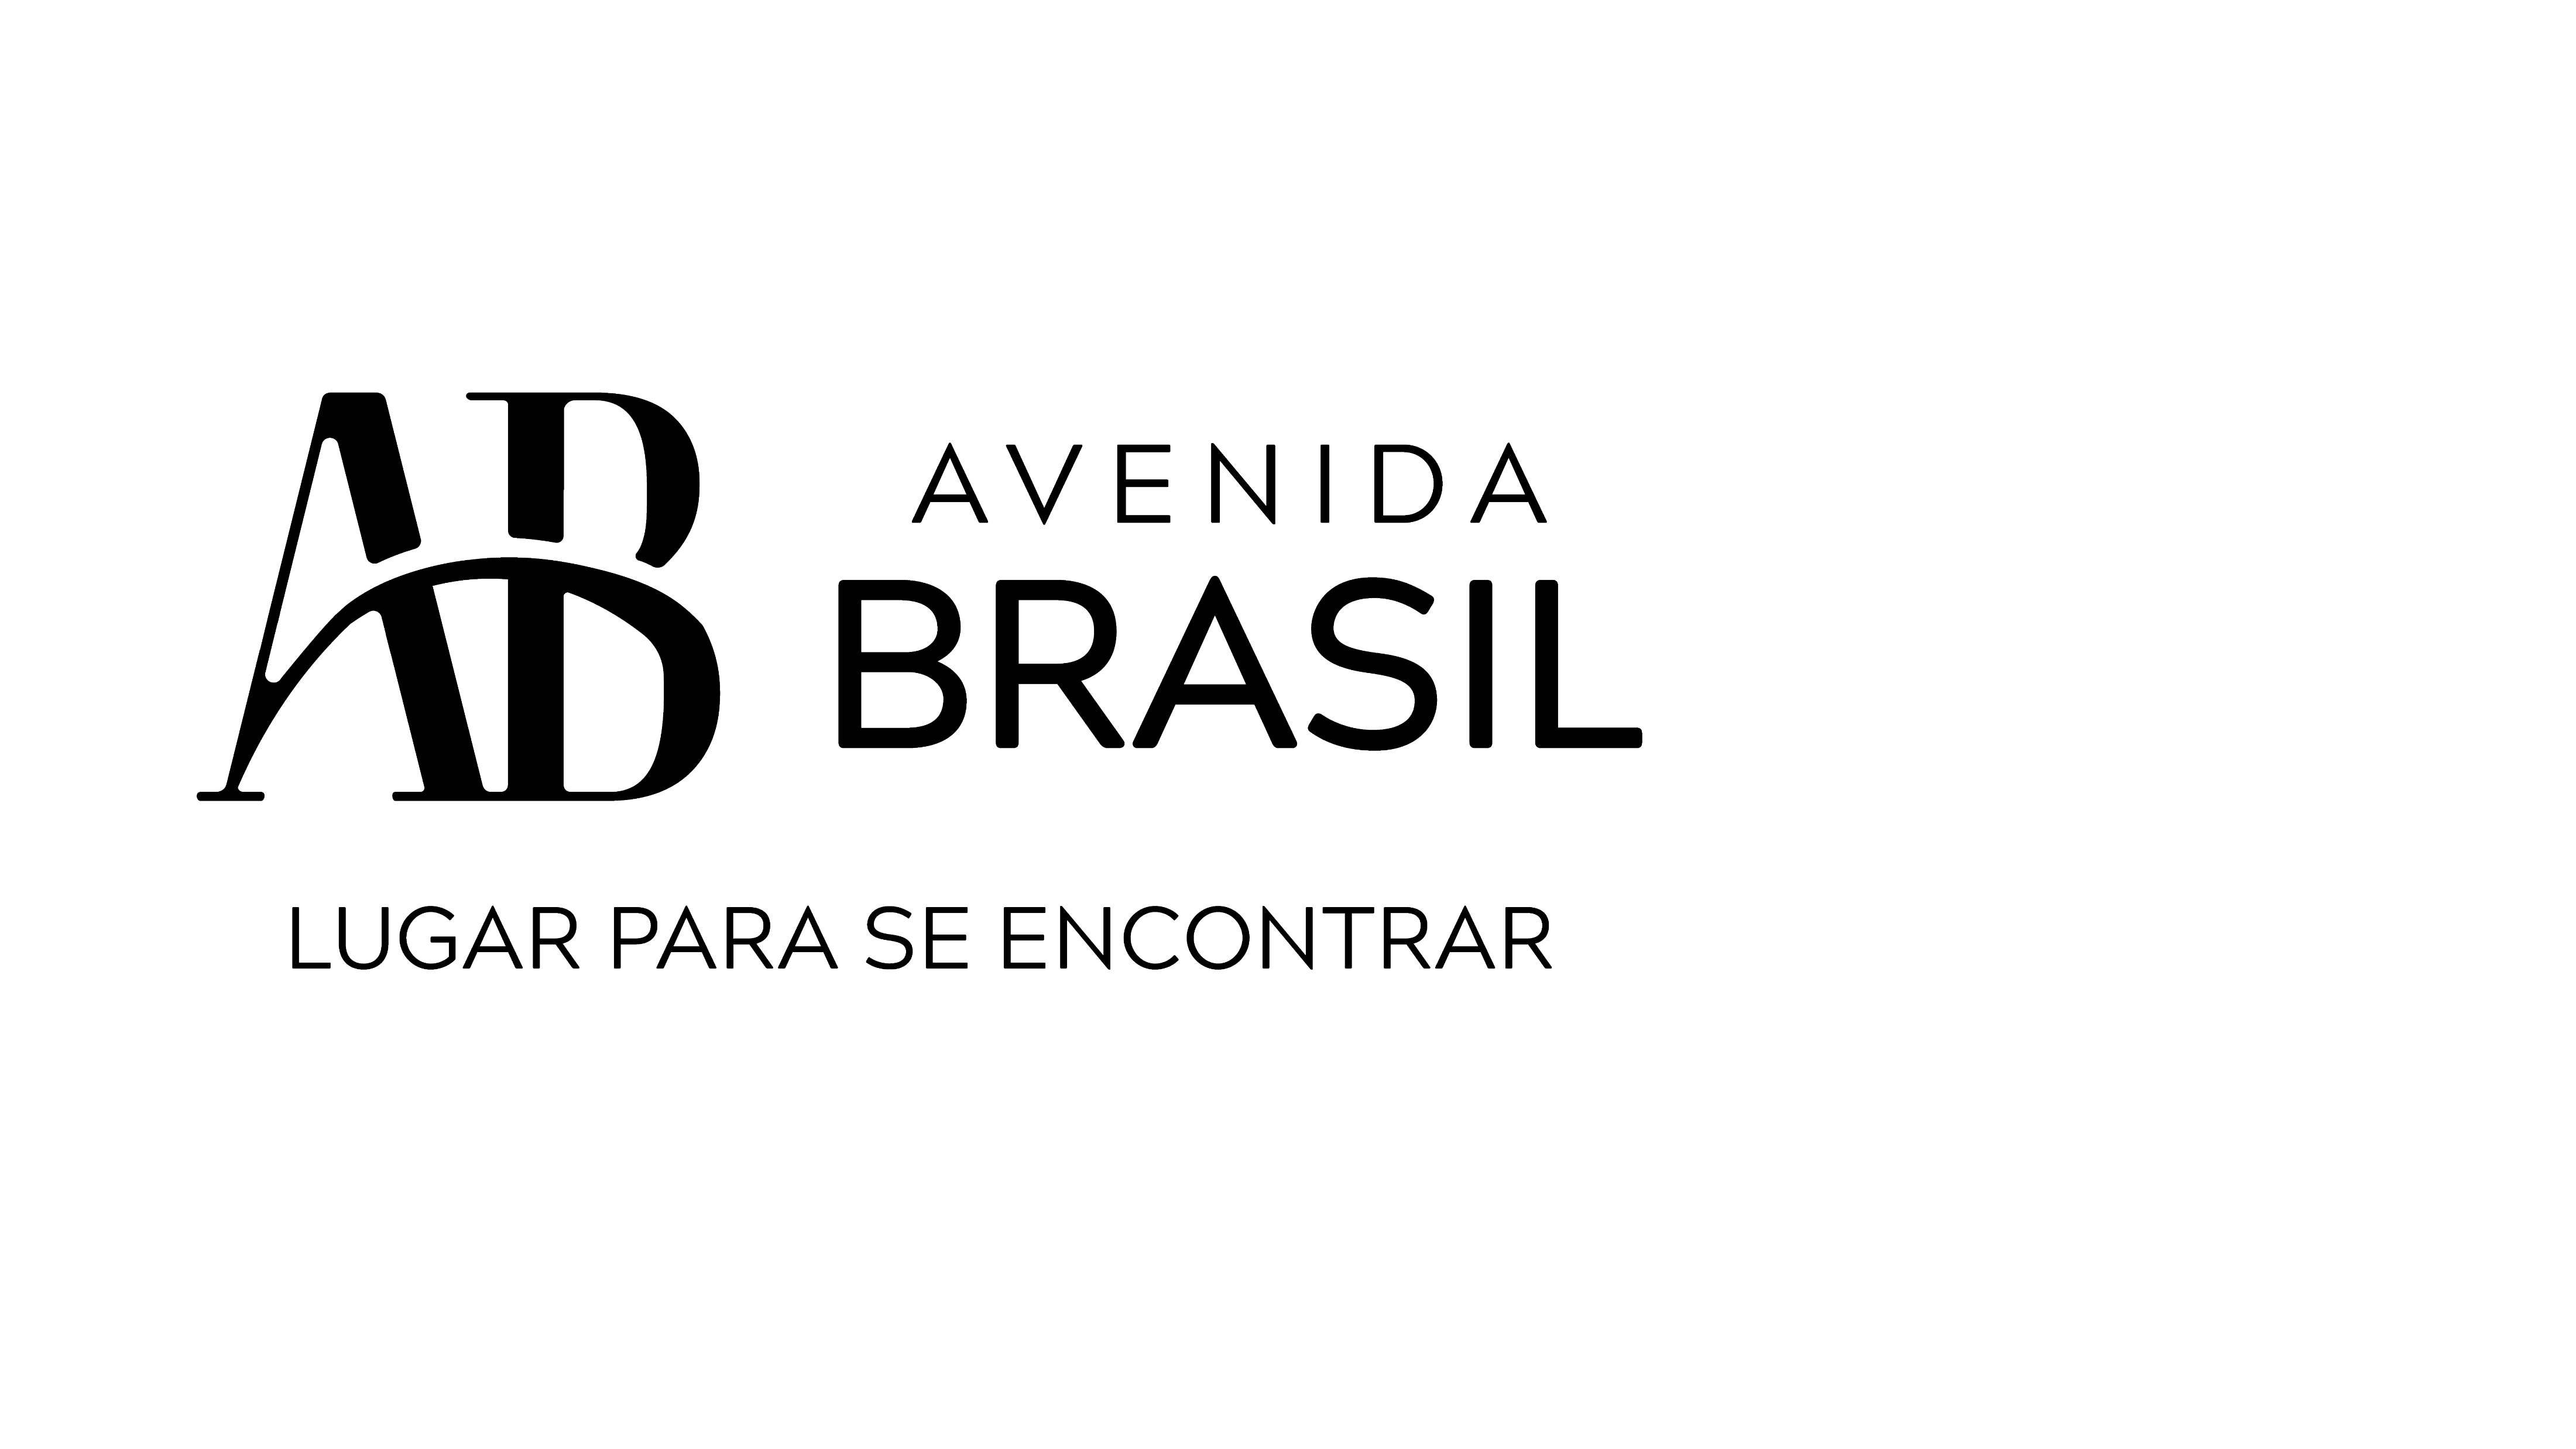 AB
AVENIDA
BRASIL
LUGAR PARA SE ENCONTRAR